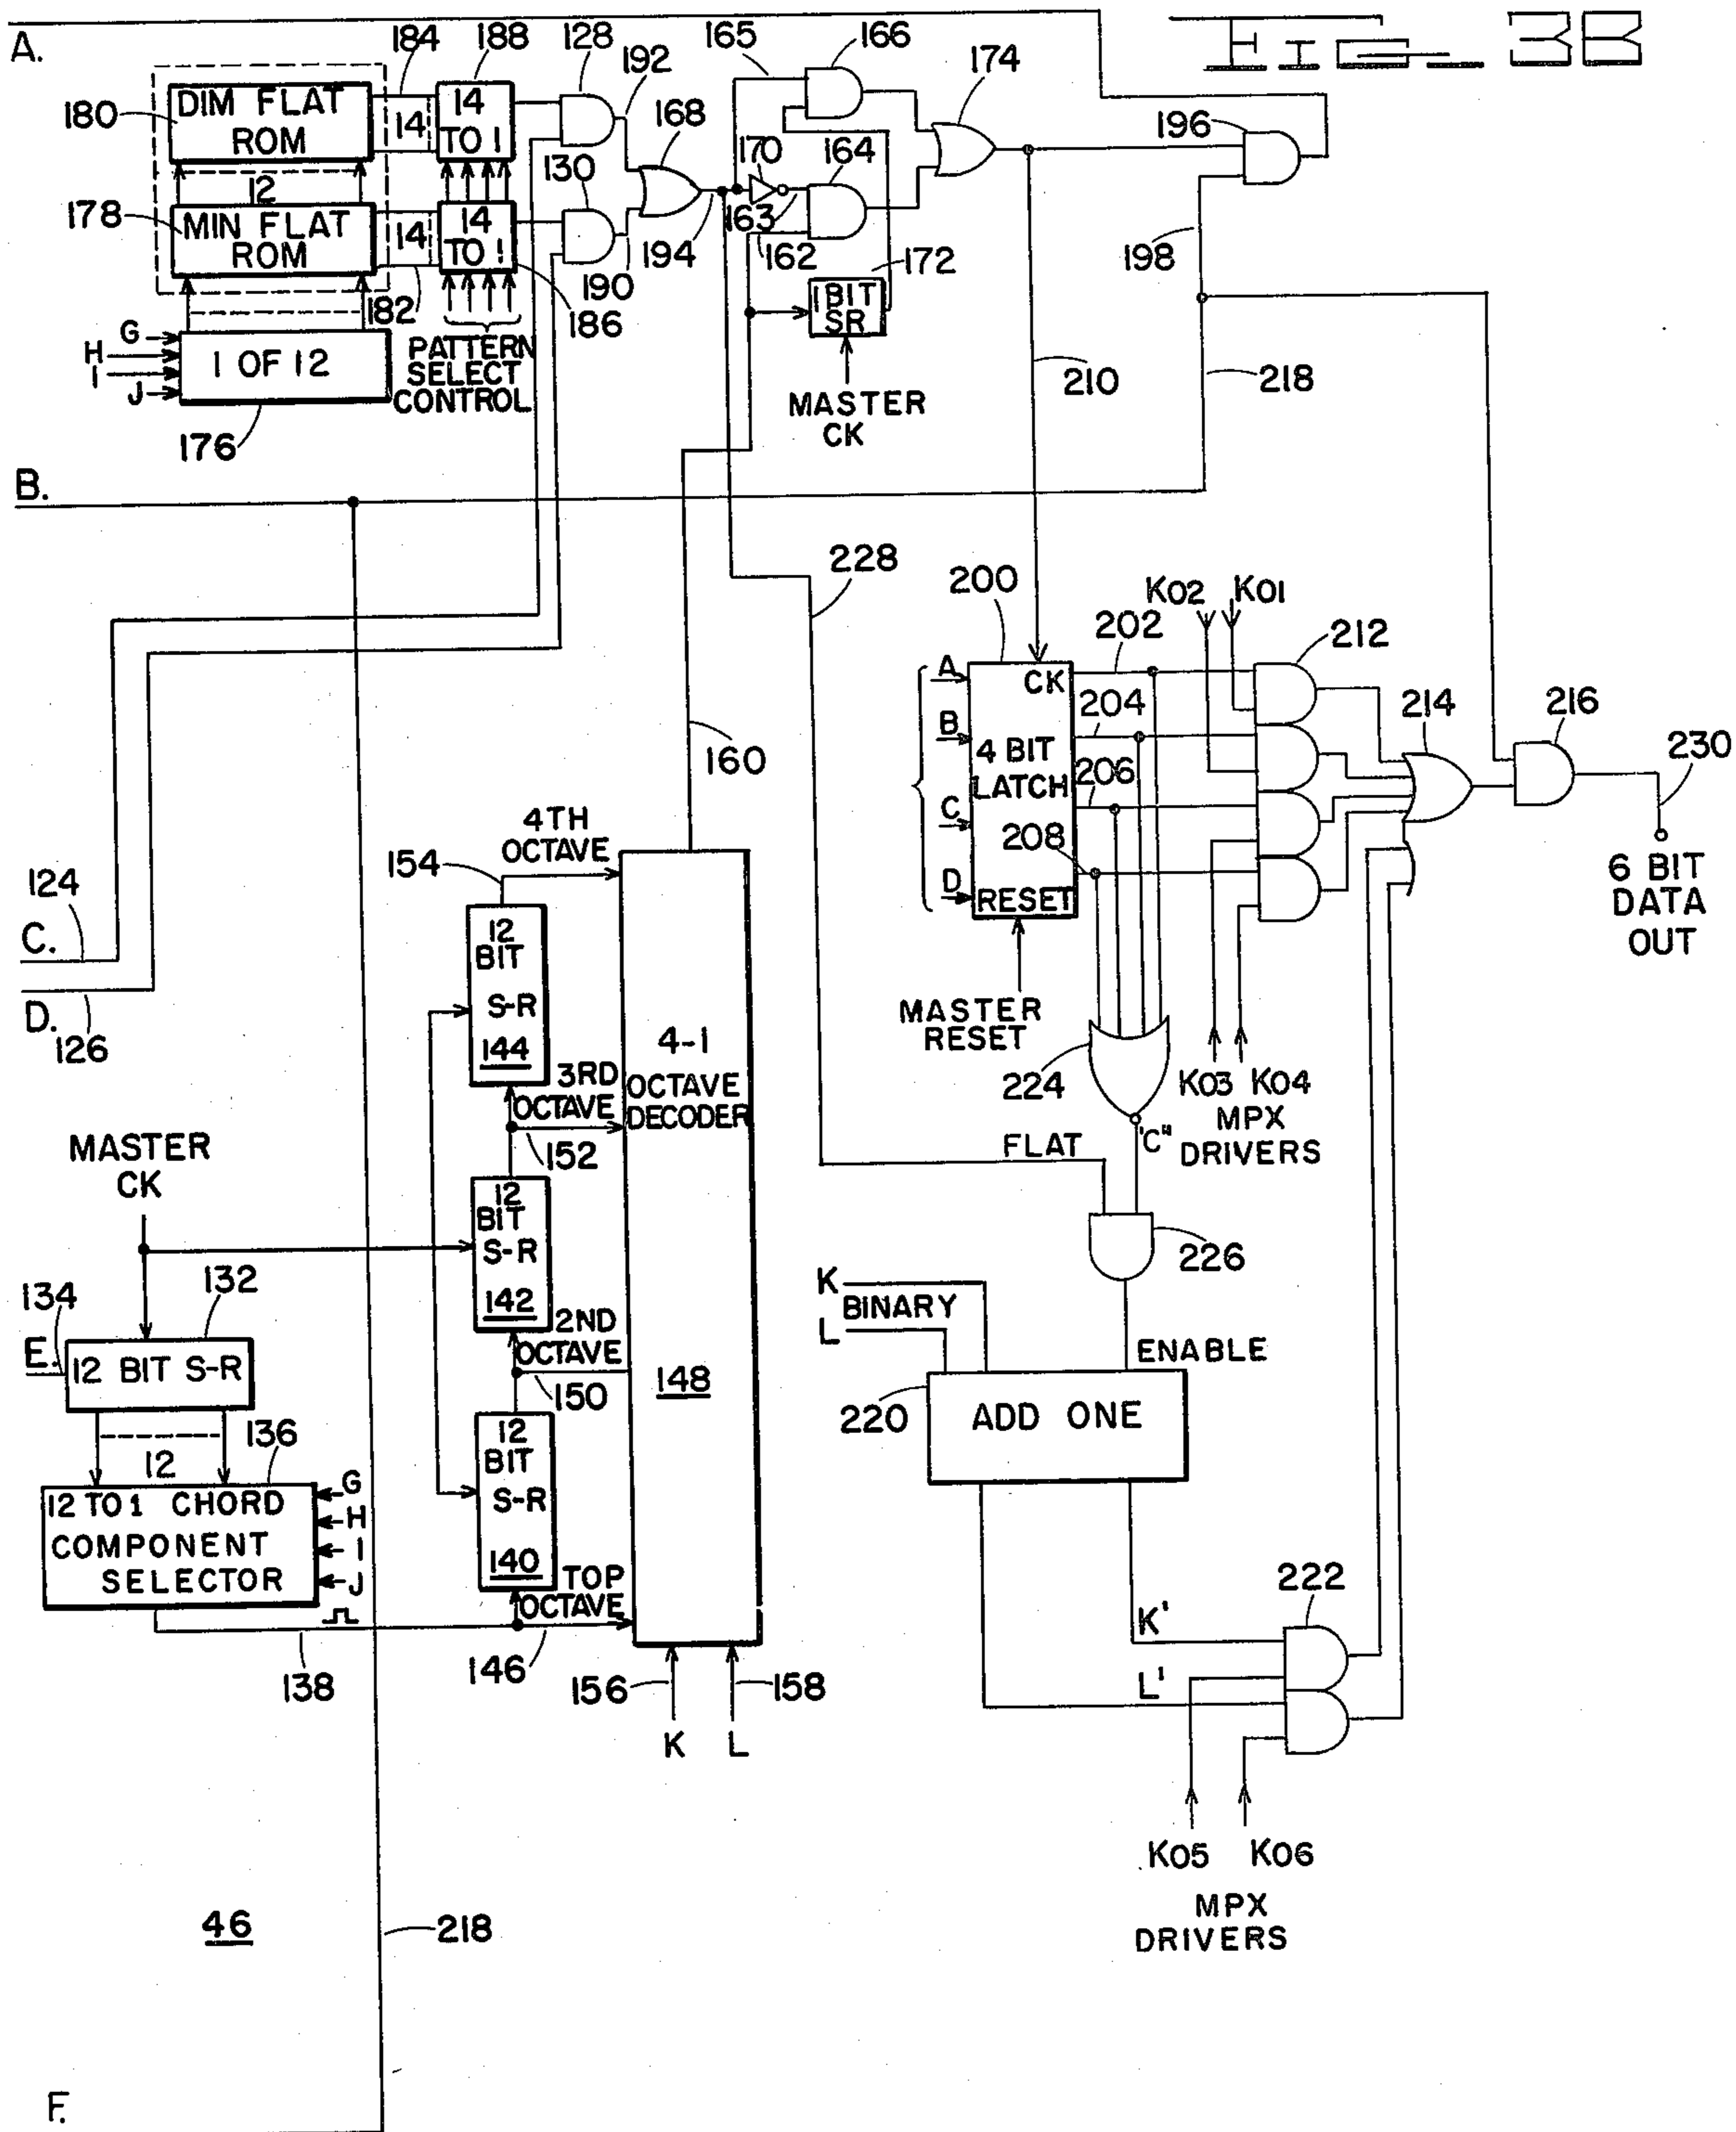 FIG_3B
A.
184
188
128
192
165
166
174
180
DIM FLAT
ROM
14
14
TO 1
168
170
164
196
12
130
178
MIN FLAT
ROM
14
14
TO 1
163
162
194
190
172
198
182
186
1 BIT
SR
G
H
I
J
1 OF 12
PATTERN
SELECT
CONTROL
MASTER
CK
210
218
176
B.
228
200
K02
K01
202
212
A
CK
204
214
216
B
4 BIT
LATCH
206
230
160
C
208
D
RESET
6 BIT
DATA
OUT
4TH
OCTAVE
154
124
C.
12
BIT
S-R
144
D.
126
MASTER
RESET
4-1
OCTAVE
DECODER
224
K03
K04
3RD
OCTAVE
MPX
DRIVERS
"C"
FLAT
152
MASTER
CK
12
BIT
S-R
142
226
134
132
K
BINARY
L
2ND
OCTAVE
E.
12 BIT S-R
ENABLE
150
148
220
ADD ONE
136
12
12
BIT
S-R
140
12 TO 1 CHORD
COMPONENT
SELECTOR
G
H
I
J
TOP
OCTAVE
222
K'
L'
138
146
156
158
K
L
K05
K06
MPX
DRIVERS
46
218
F.